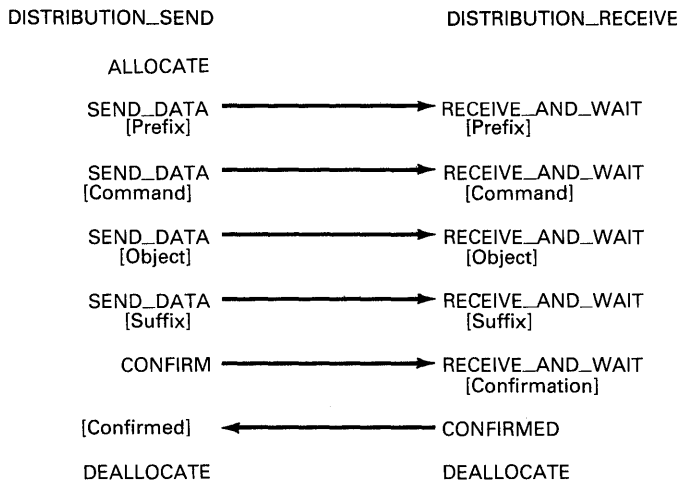 DISTRIBUTION_SEND DISTRIBUTION_RECEIVE
ALLOCATE
SEND_DATA RECEIVE_AND_WAIT
[Prefix] [Prefix]
SEND_DATA RECEIVE_AND_WAIT
[Command] [Command]
SEND_DATA RECEIVE_AND_WAIT
[Object] [Object]
SEND_DATA RECEIVE_AND_WAIT
[Suffix] [Suffix]
CONFIRM RECEIVE_AND_WAIT
[Confirmation]
[Confirmed] CONFIRMED
DEALLOCATE DEALLOCATE